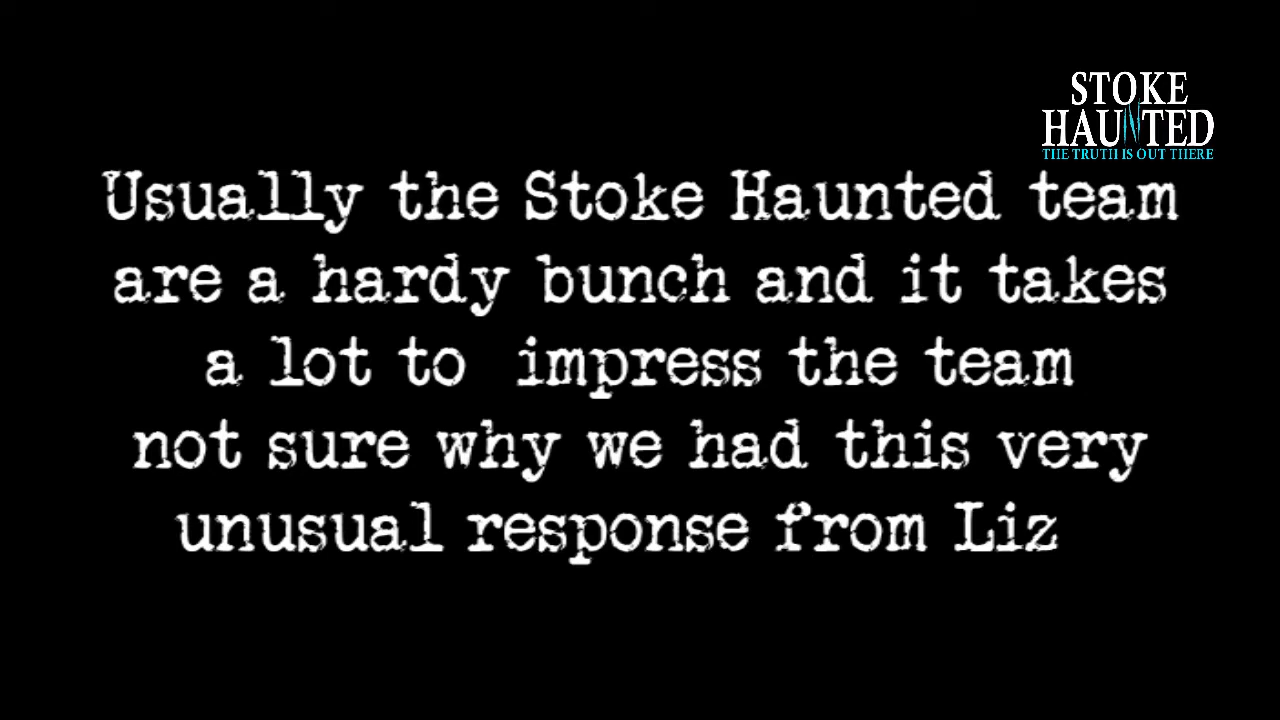 STOKE
HAUNTED
THE TRUTH IS OUT THERE
Usually the Stoke Haunted team
are a hardy bunch and it takes
a lot to  impress the team
not sure why we had this very
unusual response from Liz